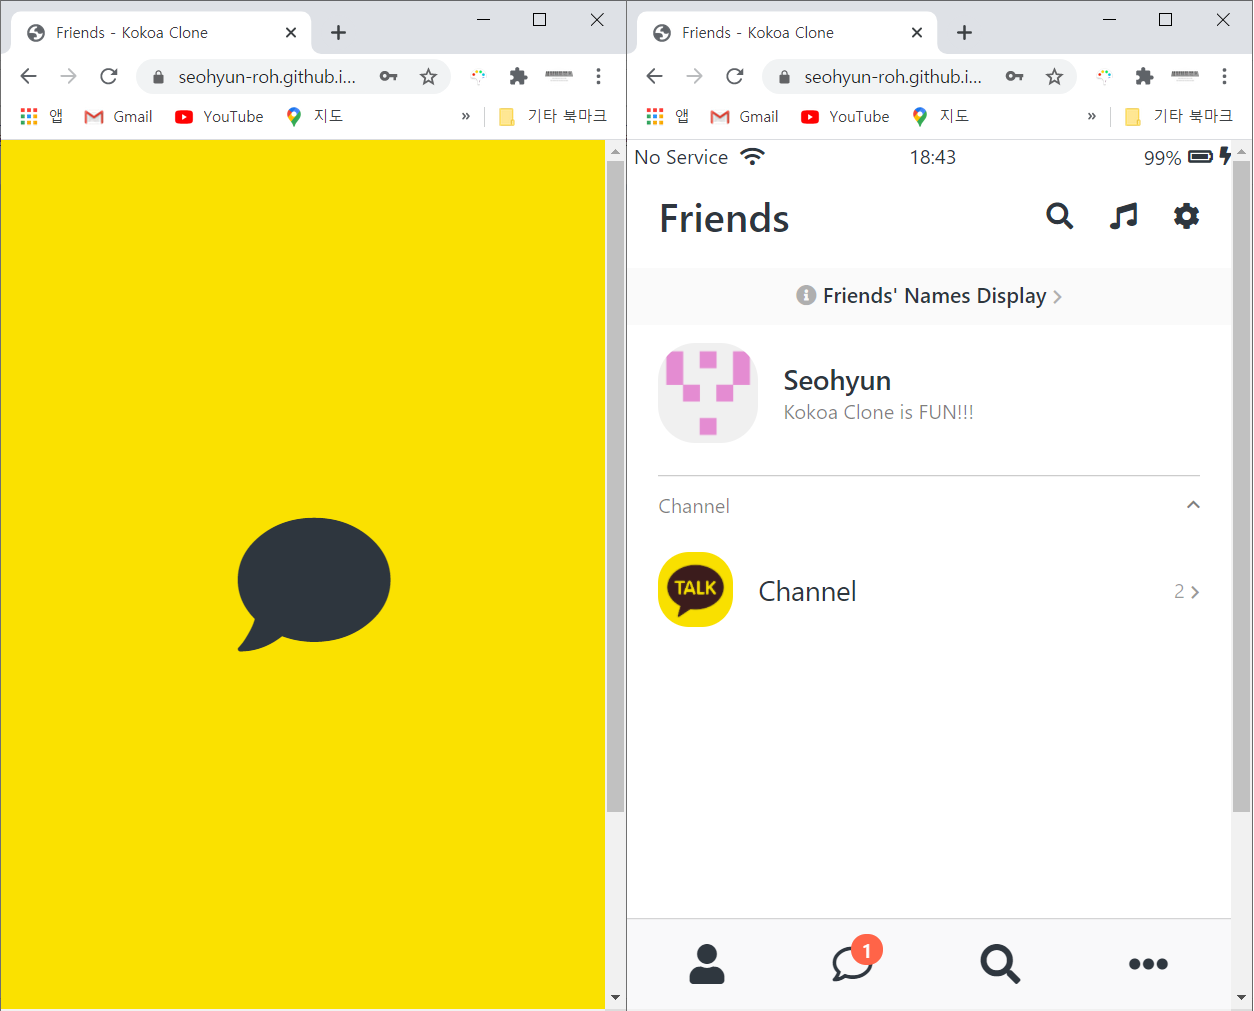 Friends - Kokoa Clone
seohyun-roh.github.i...
앱 Gmail YouTube 지도 » 기타 북마크
Friends - Kokoa Clone
seohyun-roh.github.i...
앱 Gmail YouTube 지도 » 기타 북마크
No Service 18:43 99%
Friends
Friends' Names Display
Seohyun
Kokoa Clone is FUN!!!
Channel
TALK
Channel 2
1